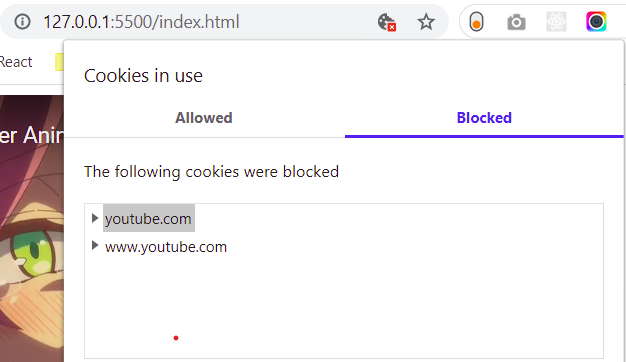 127.0.0.1:5500/index.html
React
er Anim
Cookies in use
Allowed
Blocked
The following cookies were blocked
youtube.com
www.youtube.com